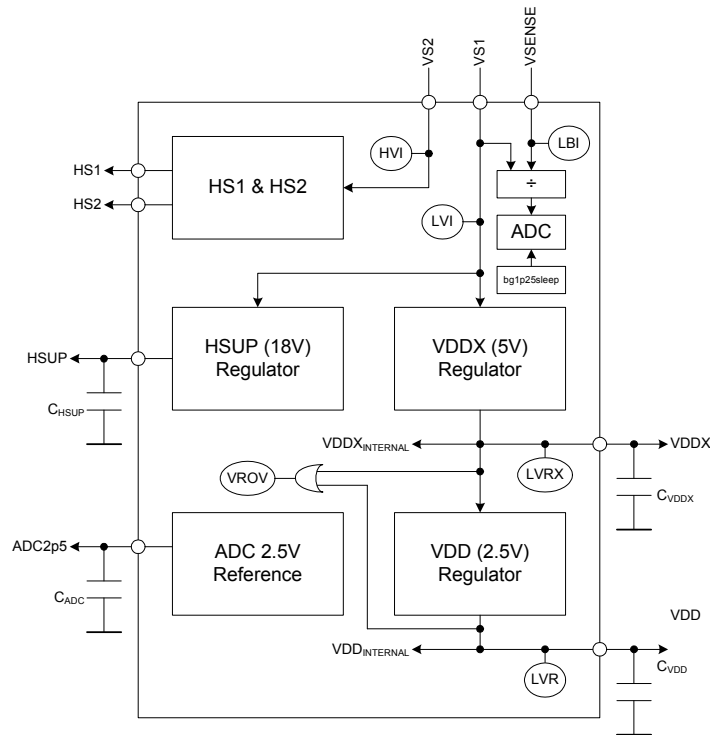 VS2
VS1
VSENSE
HVI
LBI
HS1
HS2
HS1 & HS2
÷
LVI
ADC
bg1p25sleep
HSUP
HSUP (18V)
Regulator
VDDX (5V)
Regulator
CHSUP
VDDXINTERNAL
VDDX
VROV
LVRX
CVDDX
ADC2p5
ADC 2.5V
Reference
VDD (2.5V)
Regulator
CADC
VDD
VDDINTERNAL
LVR
CVDD